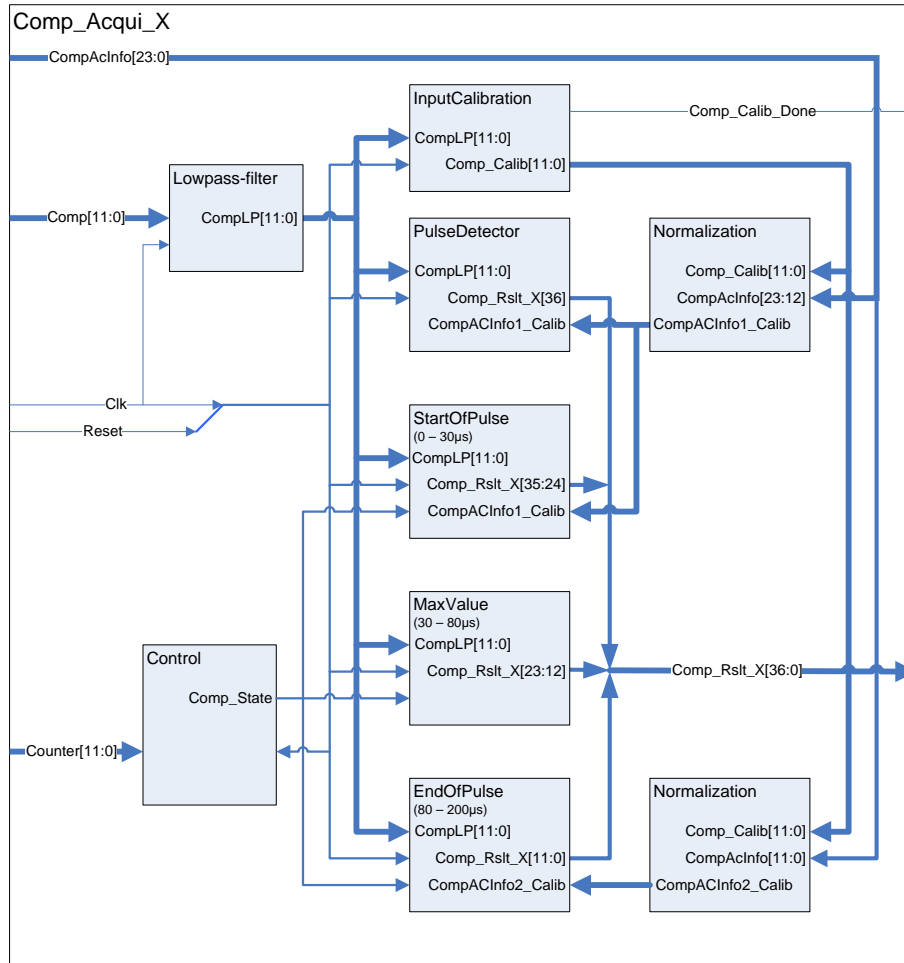 Comp_Acqui_X
CompAcInfo[23:0]
InputCalibration
CompLP[11:0]
Comp_Calib[11:0]
Comp_Calib_Done
Lowpass-filter
CompLP[11:0]
Comp[11:0]
PulseDetector
CompLP[11:0]
Comp_Rslt_X[36]
CompACInfo1_Calib
Normalization
Comp_Calib[11:0]
CompAcInfo[23:12]
CompACInfo1_Calib
Clk
Reset
StartOfPulse
(0 – 30µs)
CompLP[11:0]
Comp_Rslt_X[35:24]
CompACInfo1_Calib
MaxValue
(30 – 80µs)
CompLP[11:0]
Comp_Rslt_X[23:12]
Comp_Rslt_X[36:0]
Control
Comp_State
Counter[11:0]
EndOfPulse
(80 – 200µs)
CompLP[11:0]
Comp_Rslt_X[11:0]
CompACInfo2_Calib
Normalization
Comp_Calib[11:0]
CompAcInfo[11:0]
CompACInfo2_Calib